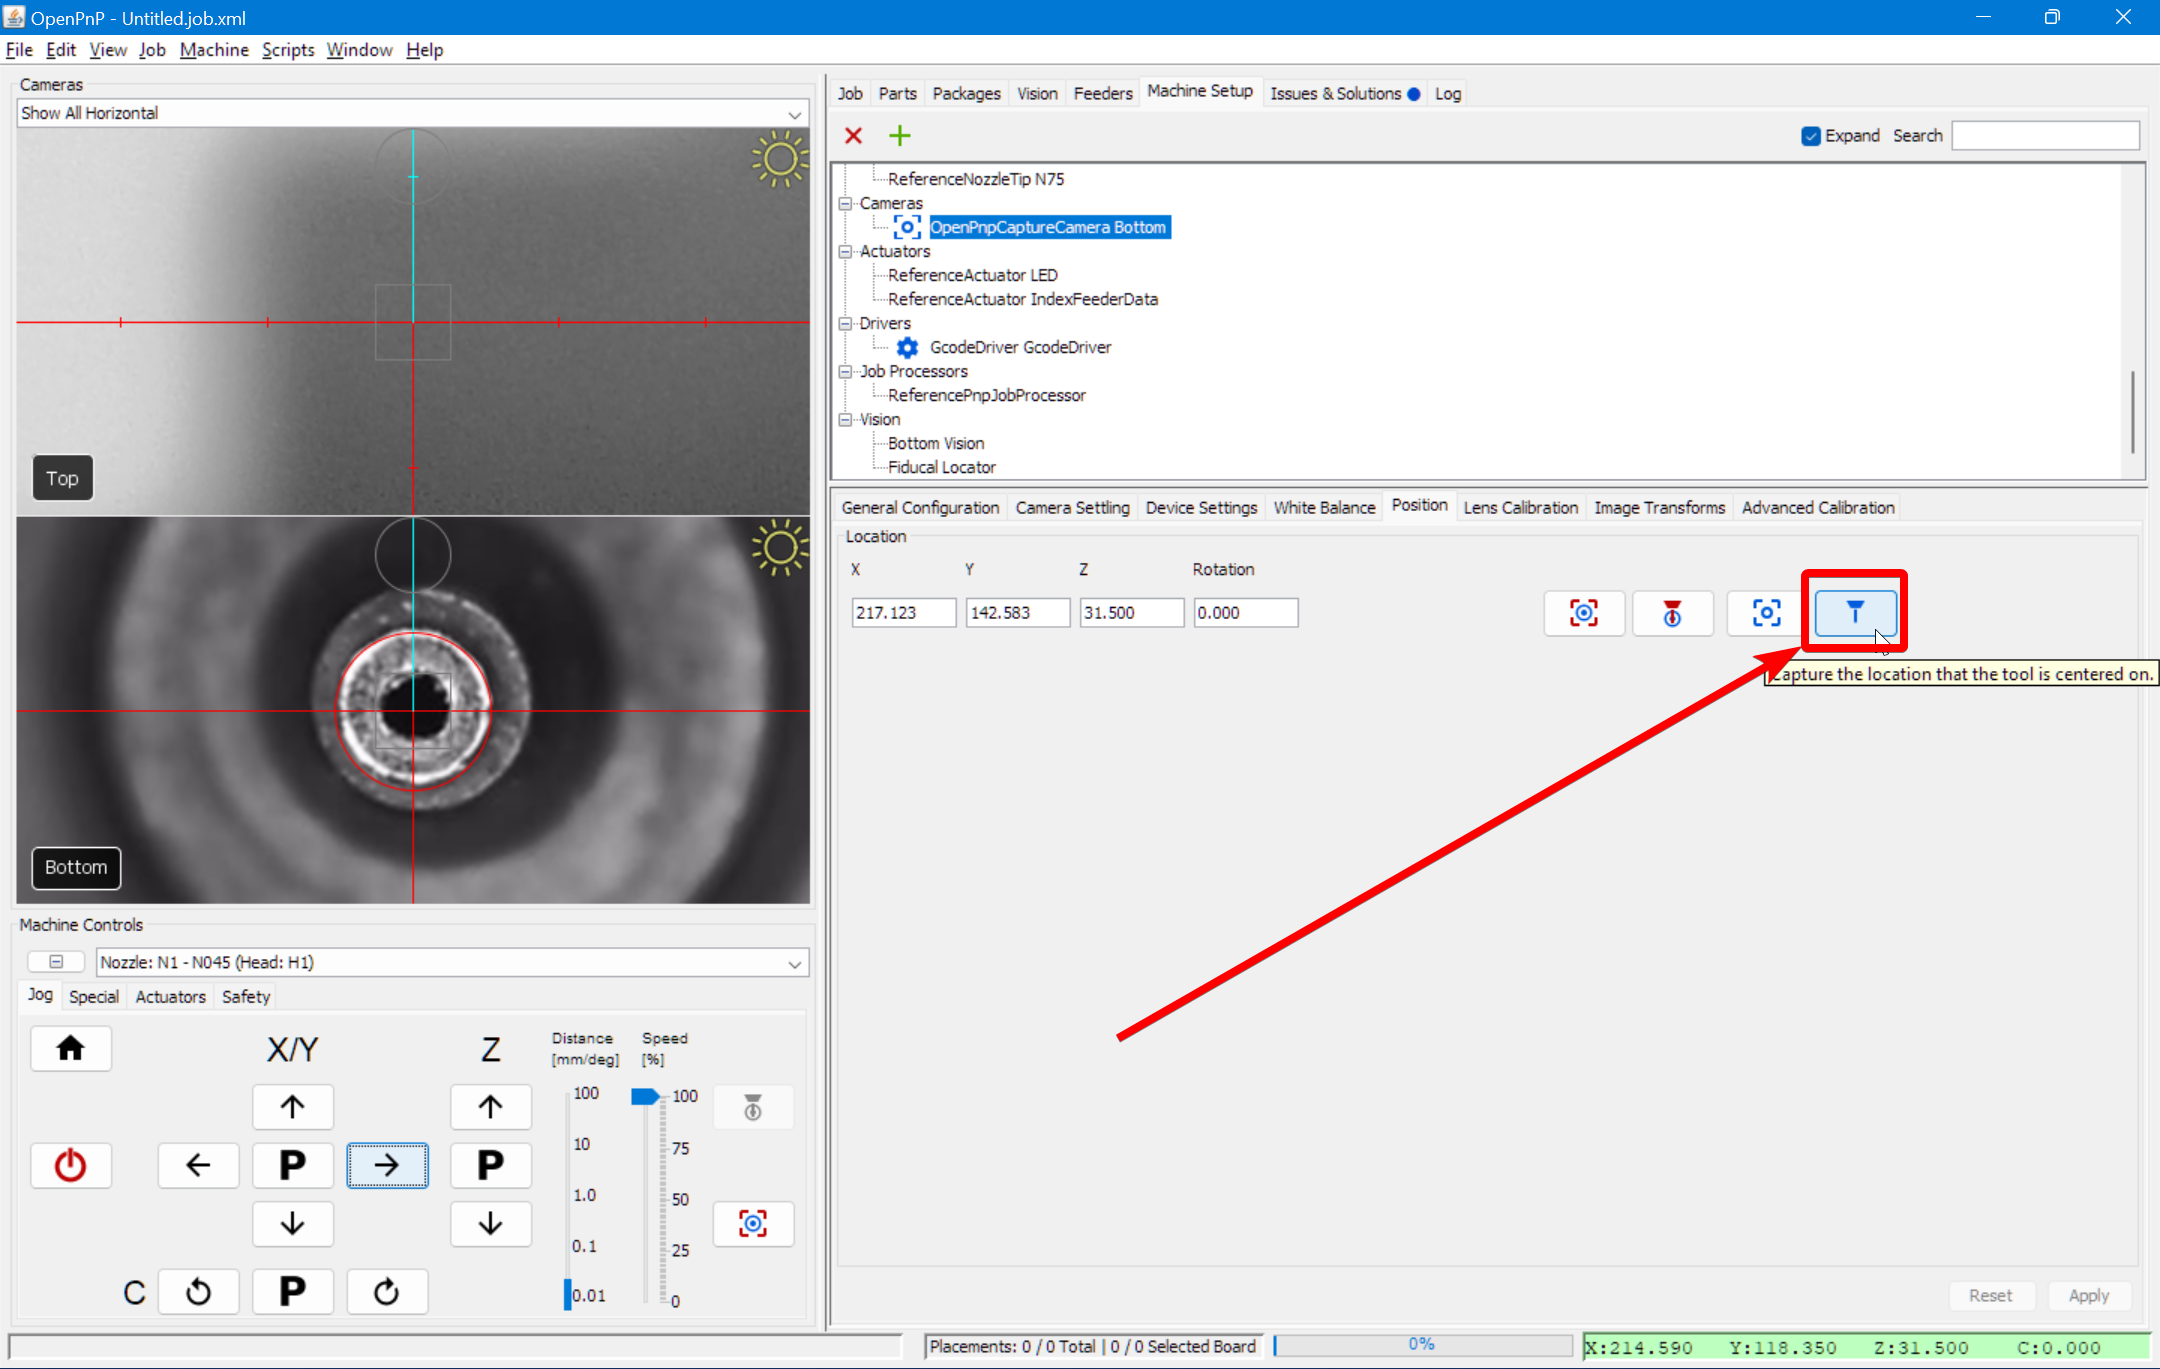 OpenPnP - Untitled.job.xml
File Edit View Job Machine Scripts Window Help
Cameras
Show All Horizontal
Top
Bottom
Machine Controls
Nozzle: N1 - N045 (Head: H1)
Jog Special Actuators Safety
X/Y Z Distance [mm/deg] Speed [%]
100 100
10 75
P P
1.0 50
0.1 25
C P 0.01 0
Job Parts Packages Vision Feeders Machine Setup Issues & Solutions Log
Expand Search
ReferenceNozzleTip N75
Cameras
OpenPnpCaptureCamera Bottom
Actuators
ReferenceActuator LED
ReferenceActuator IndexFeederData
Drivers
GcodeDriver GcodeDriver
Job Processors
ReferencePnpJobProcessor
Vision
Bottom Vision
Fiducal Locator
General Configuration Camera Settling Device Settings White Balance Position Lens Calibration Image Transforms Advanced Calibration
Location
X Y Z Rotation
217.123 142.583 31.500 0.000
apture the location that the tool is centered on.
Reset Apply
Placements: 0 / 0 Total | 0 / 0 Selected Board 0% X:214.590 Y:118.350 Z:31.500 C:0.000